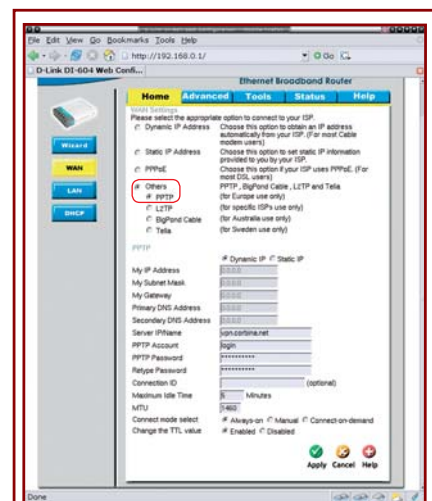 File Edit View Go Bookmarks Tools Help
http://192.168.0.1/ Go
D-Link DI-604 Web Confi...
Ethernet Broadband Router
Home Advanced Tools Status Help
Wizard
WAN
LAN
DHCP
WAN Settings
Please select the appropriate option to connect to your ISP.
Dynamic IP Address Choose this option to obtain an IP address
automatically from your ISP. (For most Cable
modem users)
Static IP Address Choose this option to set static IP information
provided to you by your ISP.
PPPoE Choose this option if your ISP uses PPPoE. (For
most DSL users)
Others PPTP , BigPond Cable , L2TP and Telia
PPTP (for Europe use only)
L2TP (for specific ISPs use only)
BigPond Cable (for Australia use only)
Telia (for Sweden use only)
PPTP
Dynamic IP Static IP
My IP Address 0.0.0.0
My Subnet Mask 0.0.0.0
My Gateway 0.0.0.0
Primary DNS Address 0.0.0.0
Secondary DNS Address 0.0.0.0
Server IP/Name vpn.corbina.net
PPTP Account login
PPTP Password **********
Retype Password **********
Connection ID (optional)
Maximum Idle Time 5 Minutes
MTU 1460
Connect mode select Always-on Manual Connect-on-demand
Change the TTL value Enabled Disabled
Apply Cancel Help
Done